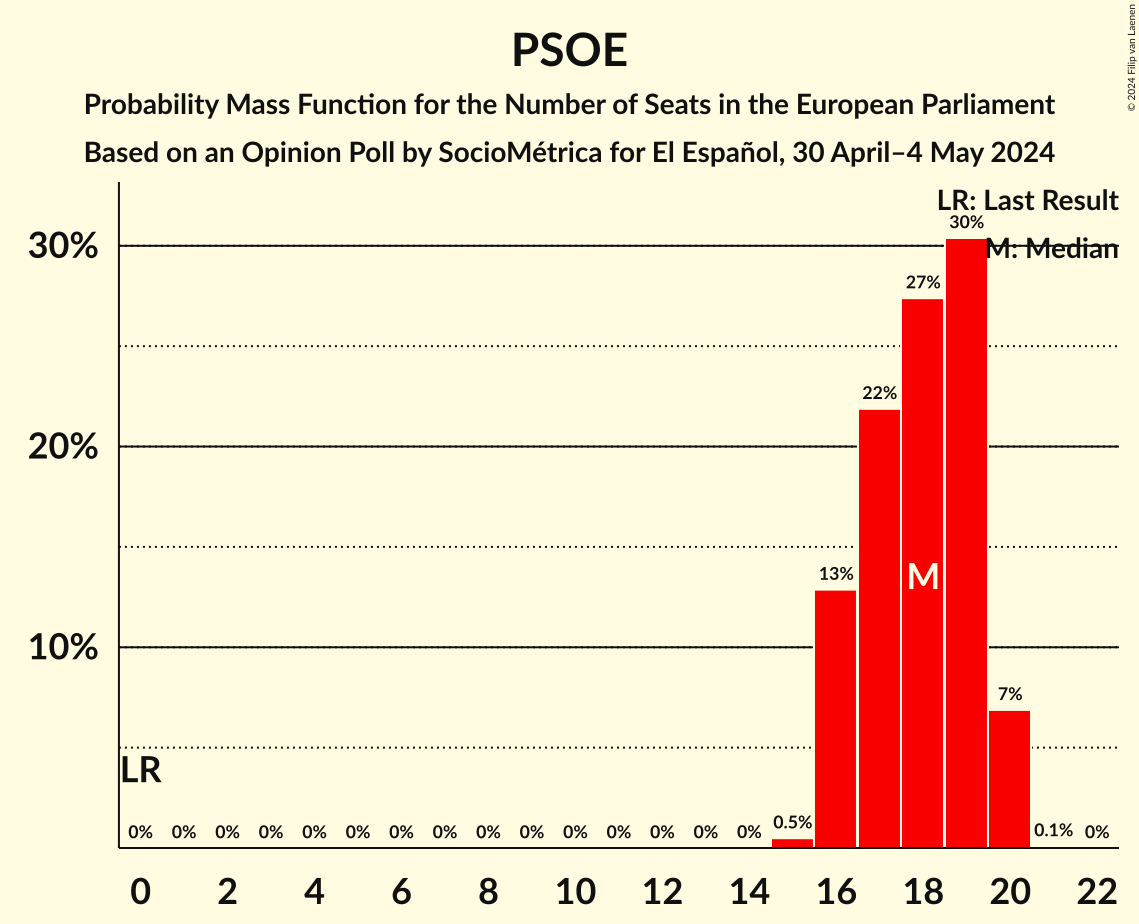 PSOE
Probability Mass Function for the Number of Seats in the European Parliament
Based on an Opinion Poll by SocioMétrica for El Español, 30 April–4 May 2024
© 2024 Filip van Laenen
LR: Last Result
M: Median
30%
20%
10%
30%
27%
22%
M
13%
7%
LR
0% 0% 0% 0% 0% 0% 0% 0% 0% 0% 0% 0% 0% 0% 0% 0.5% 0.1% 0%
0 2 4 6 8 10 12 14 16 18 20 22